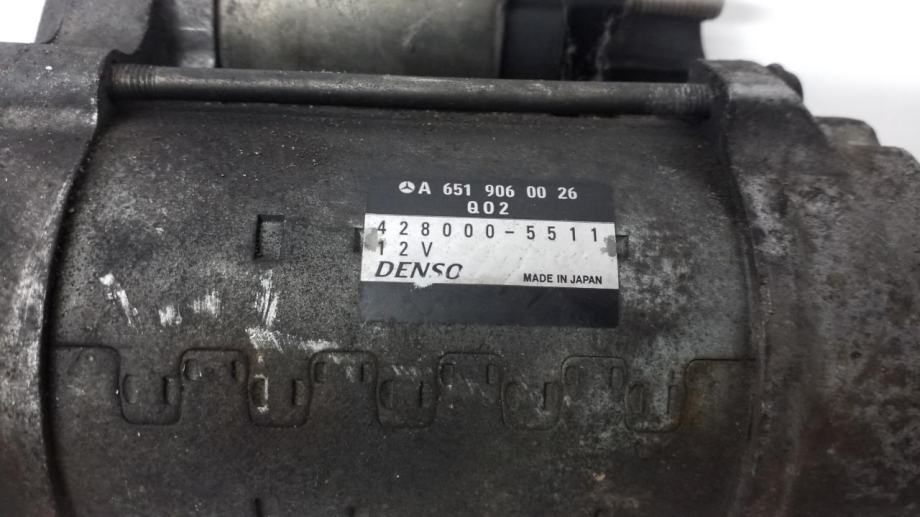 A 651 906 00 26
Q02
428000-5511
12V
DENSO
MADE IN JAPAN